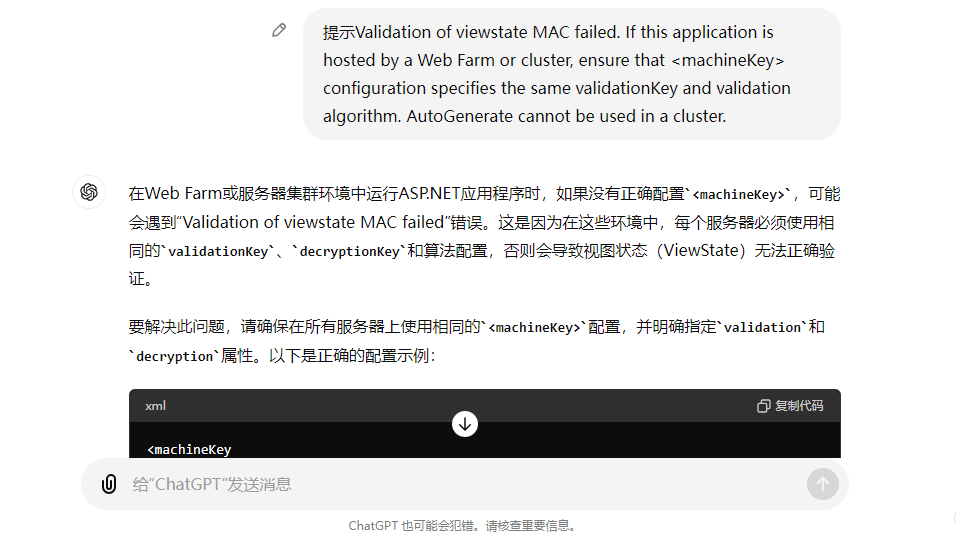 提示Validation of viewstate MAC failed. If this application is
hosted by a Web Farm or cluster, ensure that <machineKey>
configuration specifies the same validationKey and validation
algorithm. AutoGenerate cannot be used in a cluster.
在Web Farm或服务器集群环境中运行ASP.NET应用程序时，如果没有正确配置`<machineKey>`，可能
会遇到“Validation of viewstate MAC failed”错误。这是因为在这些环境中，每个服务器必须使用相
同的`validationKey`、`decryptionKey`和算法配置，否则会导致视图状态（ViewState）无法正确验
证。
要解决此问题，请确保在所有服务器上使用相同的`<machineKey>`配置，并明确指定`validation`和
`decryption`属性。以下是正确的配置示例：
xml 复制代码
<machineKey
给“ChatGPT”发送消息
ChatGPT 也可能会犯错。请核查重要信息。